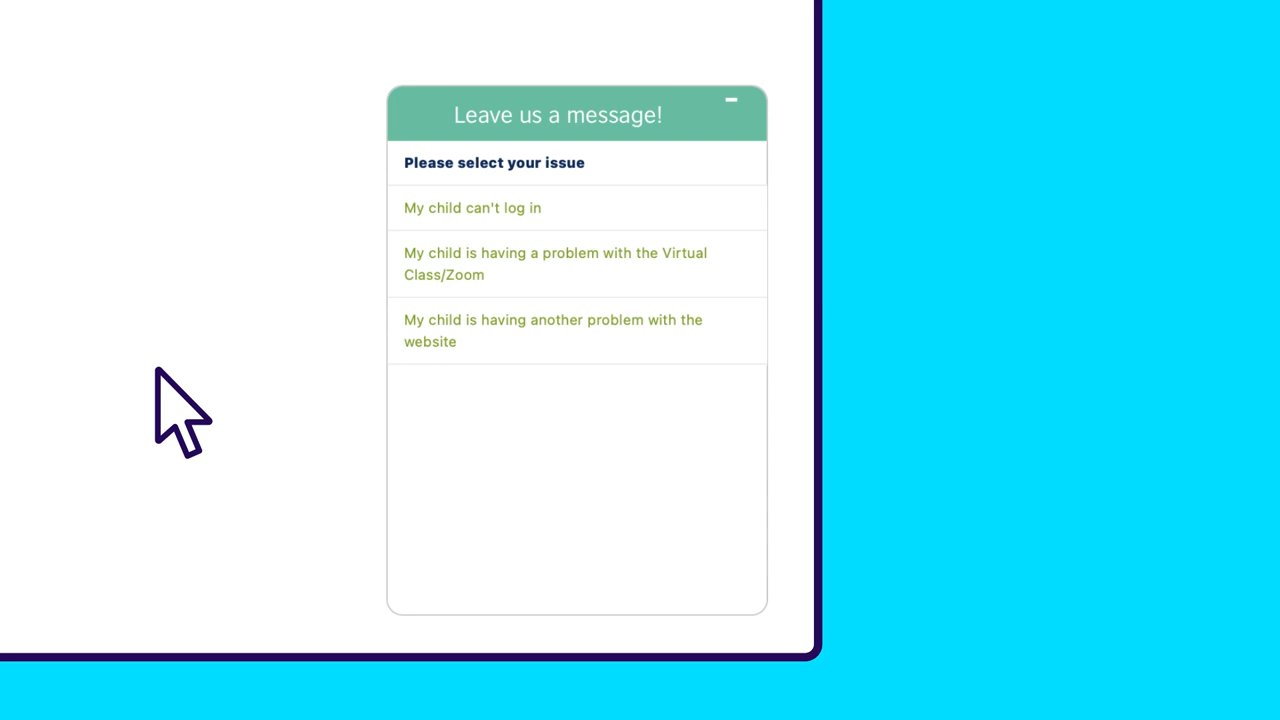 Leave us a message!
Please select your issue
My child can't log in
My child is having a problem with the Virtual
Class/Zoom
My child is having another problem with the
website